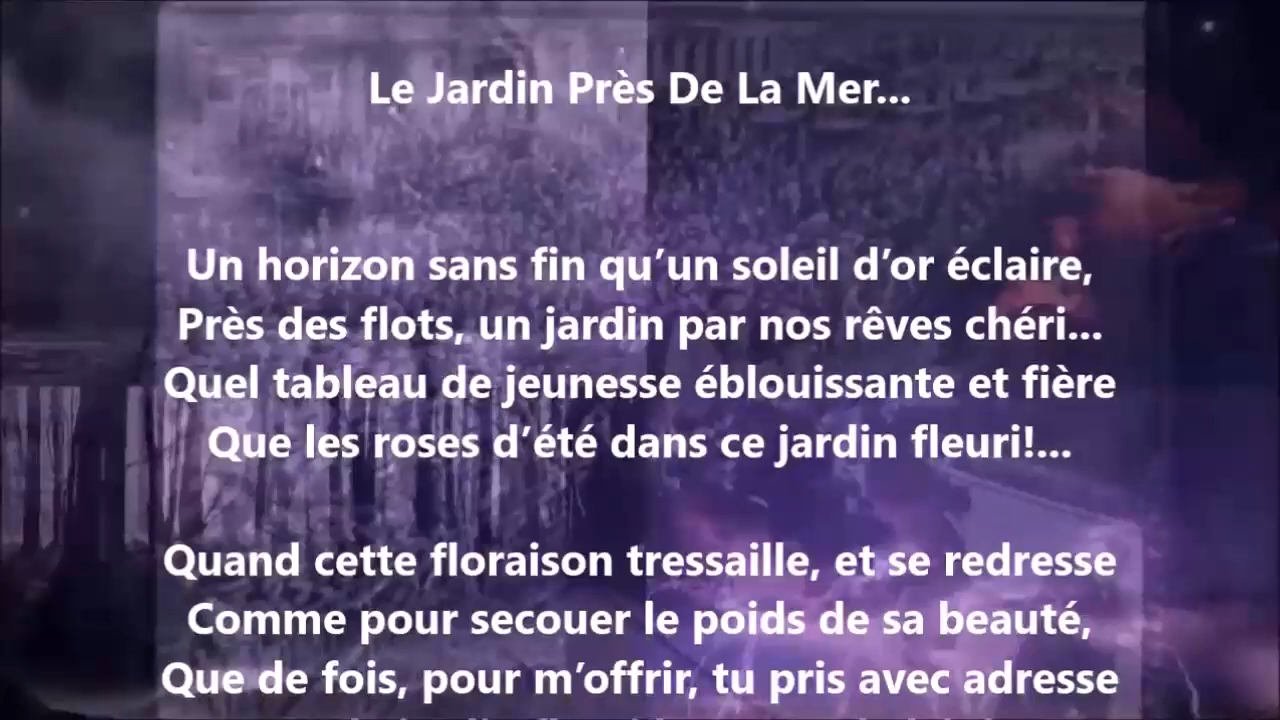 Le Jardin Près De La Mer...
Un horizon sans fin qu’un soleil d’or éclaire,
Près des flots, un jardin par nos rêves chéri...
Quel tableau de jeunesse éblouissante et fière
Que les roses d’été dans ce jardin fleuri!...
Quand cette floraison tressaille, et se redresse
Comme pour secouer le poids de sa beauté,
Que de fois, pour m’offrir, tu pris avec adresse